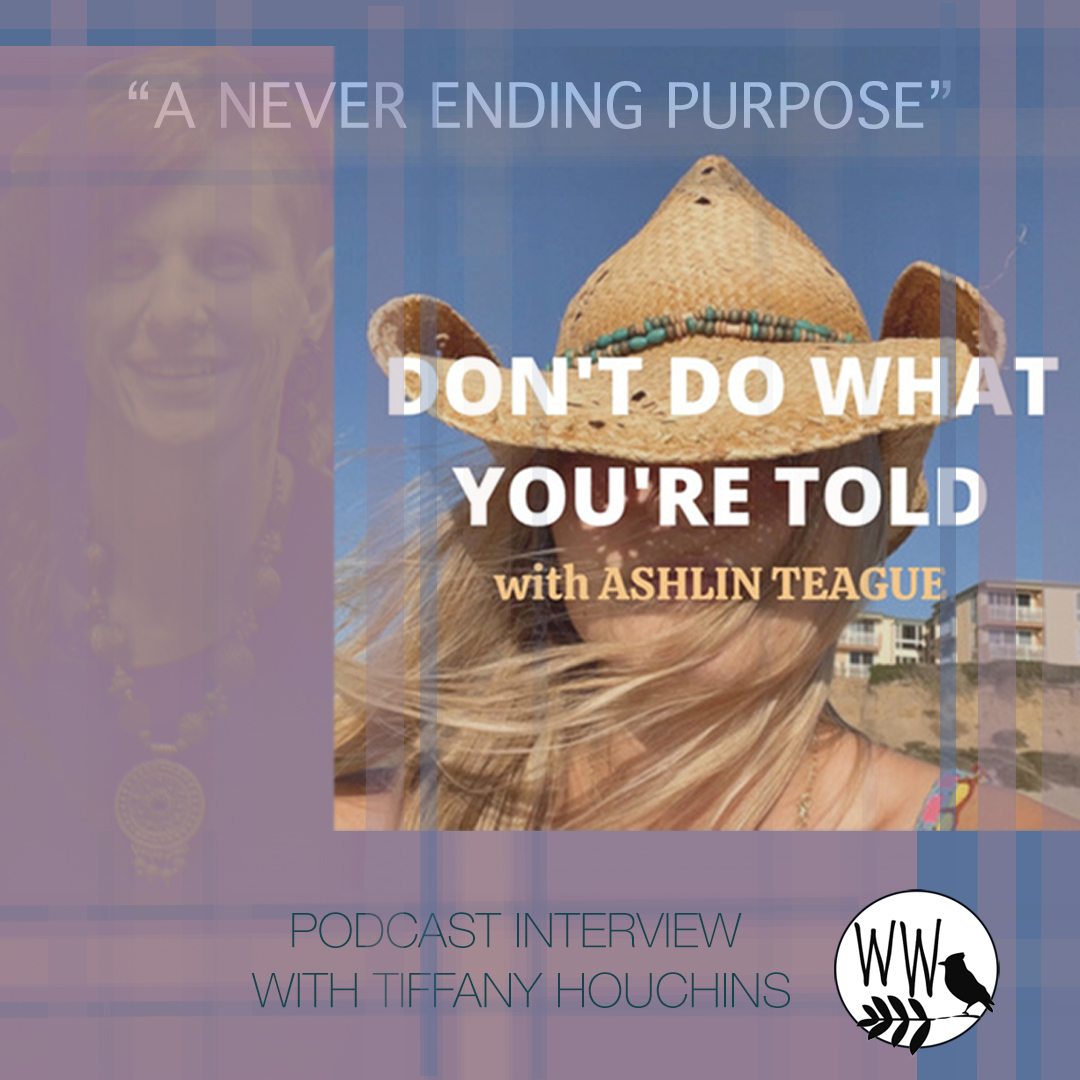 “A NEVER ENDING PURPOSE”
DON'T DO WHAT
YOU'RE TOLD
with ASHLIN TEAGUE
PODCAST INTERVIEW
WITH TIFFANY HOUCHINS
WW